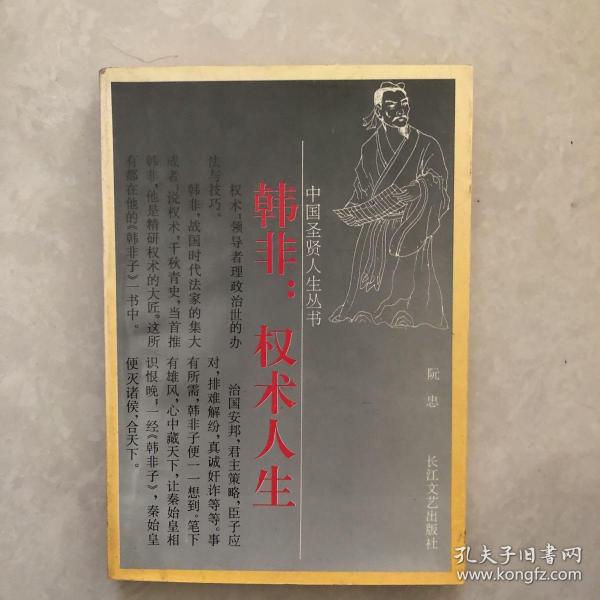 中国圣贤人生丛书
韩非：权术人生
阮忠
长江文艺出版社
权术，领导者理政治世的办
法与技巧。
韩非，战国时代法家的集大
成者，说权术，千秋青史，当首推
韩非，他是精研权术的大匠。这所
有都在他的《韩非子》一书中。
治国安邦，君主策略，臣子应
对，排难解纷，真诚奸诈等等。事
有所需，韩非子便一一想到。笔下
有雄风，心中藏天下，让秦始皇相
识恨晚，一经《韩非子》，秦始皇
便灭诸侯，合天下。
孔夫子旧书网
www.kongfz.com